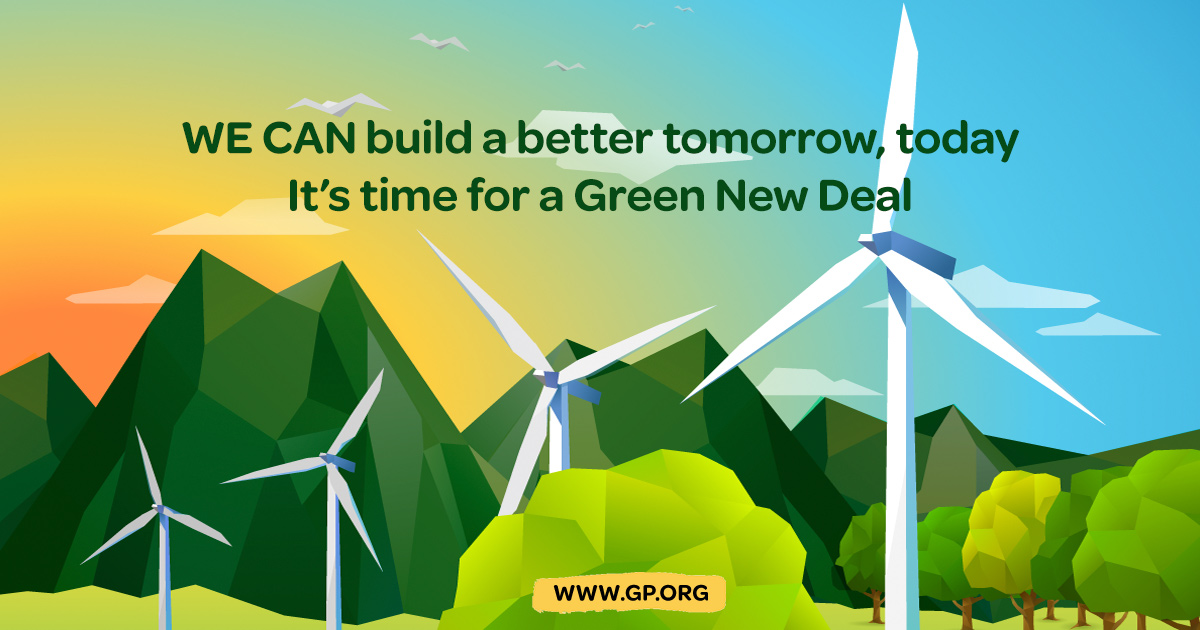 WE CAN build a better tomorrow, today
It’s time for a Green New Deal
WWW.GP.ORG